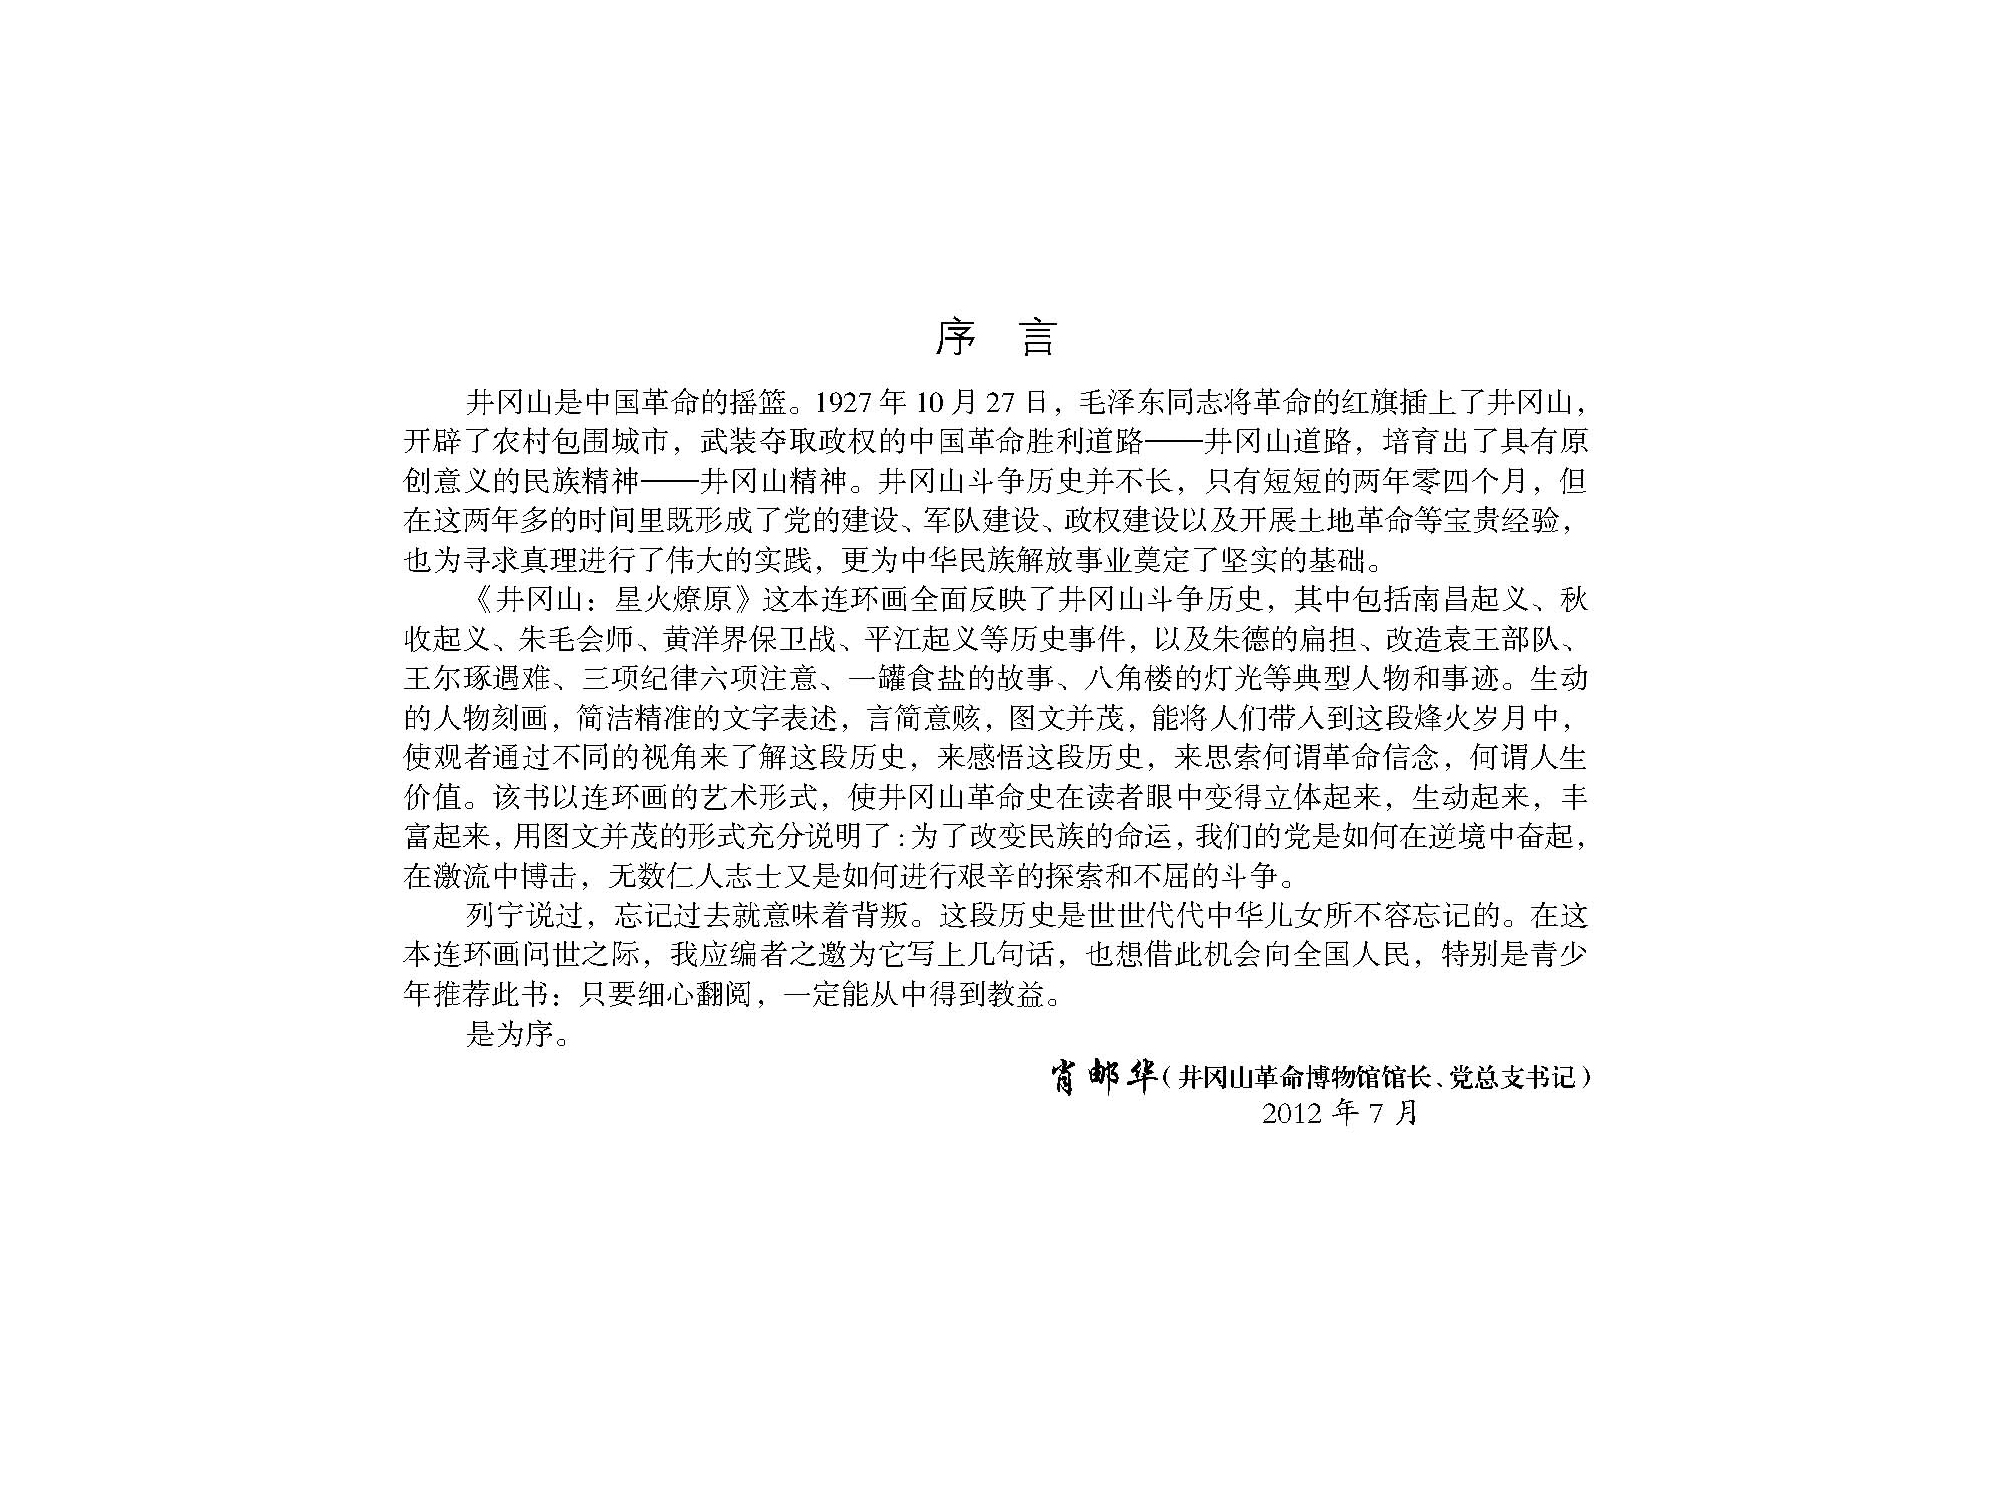 序 言
井冈山是中国革命的摇篮。1927 年 10 月 27 日，毛泽东同志将革命的红旗插上了井冈山，
开辟了农村包围城市，武装夺取政权的中国革命胜利道路——井冈山道路，培育出了具有原
创意义的民族精神——井冈山精神。井冈山斗争历史并不长，只有短短的两年零四个月，但
在这两年多的时间里既形成了党的建设、军队建设、政权建设以及开展土地革命等宝贵经验，
也为寻求真理进行了伟大的实践，更为中华民族解放事业奠定了坚实的基础。
《井冈山：星火燎原》这本连环画全面反映了井冈山斗争历史，其中包括南昌起义、秋
收起义、朱毛会师、黄洋界保卫战、平江起义等历史事件，以及朱德的扁担、改造袁王部队、
王尔琢遇难、三项纪律六项注意、一罐食盐的故事、八角楼的灯光等典型人物和事迹。生动
的人物刻画，简洁精准的文字表述，言简意赅，图文并茂，能将人们带入到这段烽火岁月中，
使观者通过不同的视角来了解这段历史，来感悟这段历史，来思索何谓革命信念，何谓人生
价值。该书以连环画的艺术形式，使井冈山革命史在读者眼中变得立体起来，生动起来，丰
富起来，用图文并茂的形式充分说明了：为了改变民族的命运，我们的党是如何在逆境中奋起，
在激流中博击，无数仁人志士又是如何进行艰辛的探索和不屈的斗争。
列宁说过，忘记过去就意味着背叛。这段历史是世世代代中华儿女所不容忘记的。在这
本连环画问世之际，我应编者之邀为它写上几句话，也想借此机会向全国人民，特别是青少
年推荐此书：只要细心翻阅，一定能从中得到教益。
是为序。
肖邮华（井冈山革命博物馆馆长、党总支书记）
2012 年 7 月